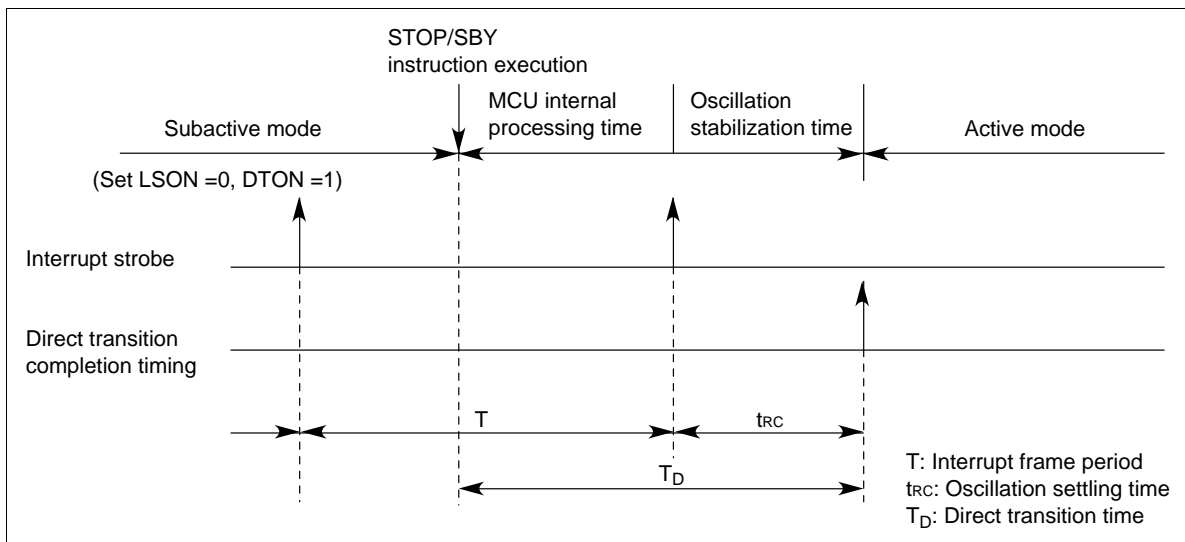 STOP/SBY
instruction execution
MCU internal
processing time
Oscillation
stabilization time
Subactive mode
Active mode
(Set LSON =0, DTON =1)
Interrupt strobe
Direct transition
completion timing
T
tRC
TD
T: Interrupt frame period
tRC: Oscillation settling time
TD: Direct transition time